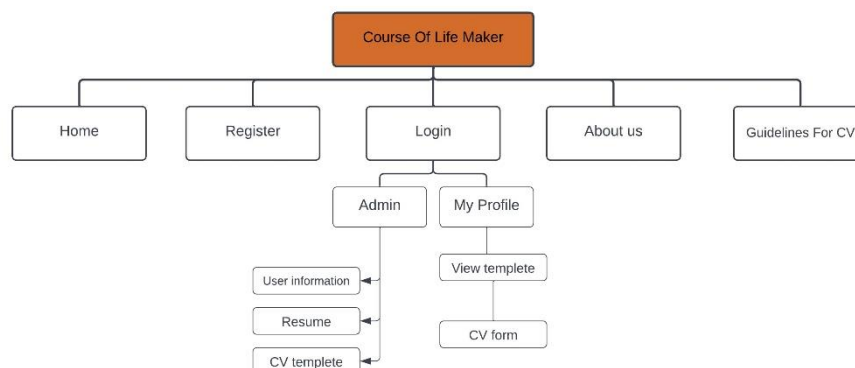 Course Of Life Maker
Home
Register
Login
About us
Guidelines For CV
Admin
My Profile
User information
View templete
Resume
CV form
CV templete